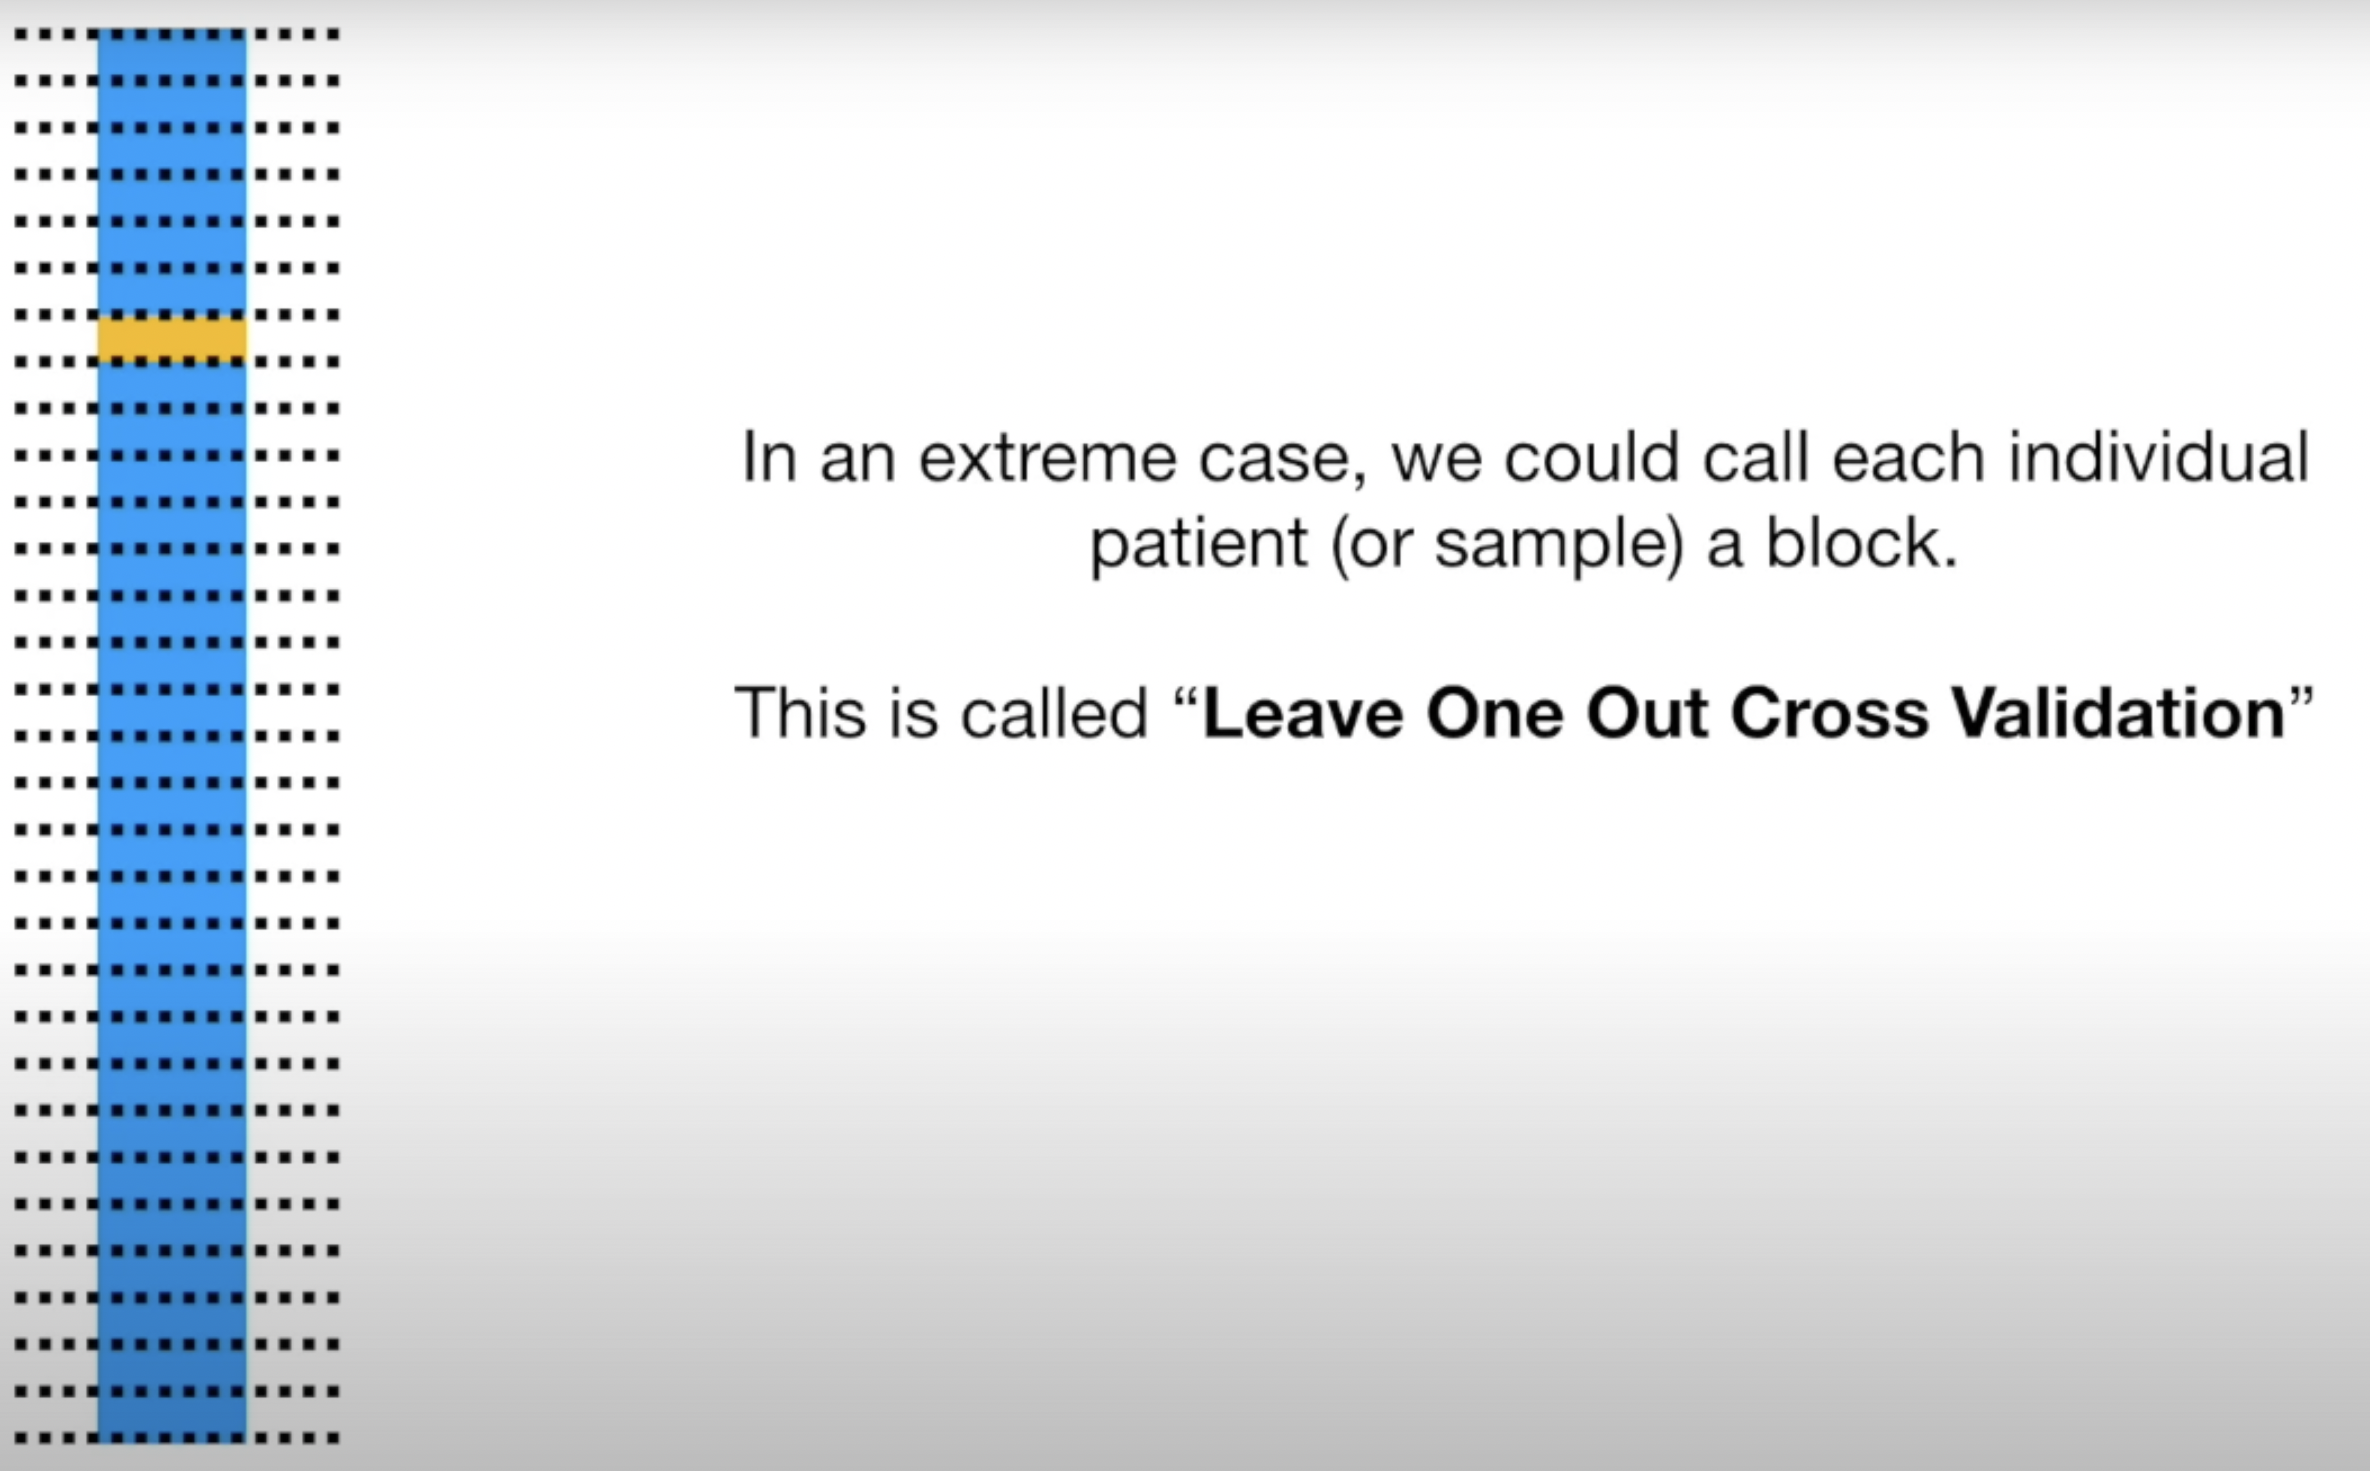 In an extreme case, we could call each individual
patient (or sample) a block.
This is called “Leave One Out Cross Validation”